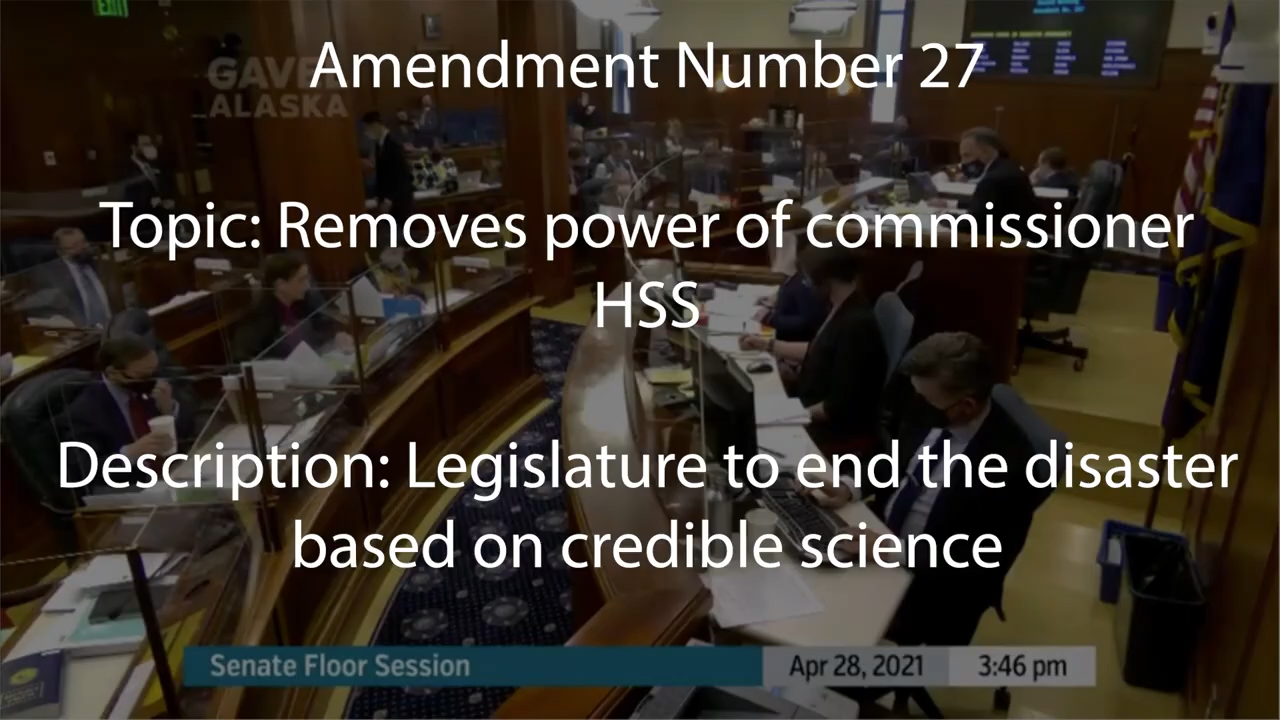 EXIT
GAVEL
ALASKA
Amendment Number 27
Topic: Removes power of commissioner
HSS
Description: Legislature to end the disaster
based on credible science
Senate Floor Session
Apr 28, 2021
3:46 pm